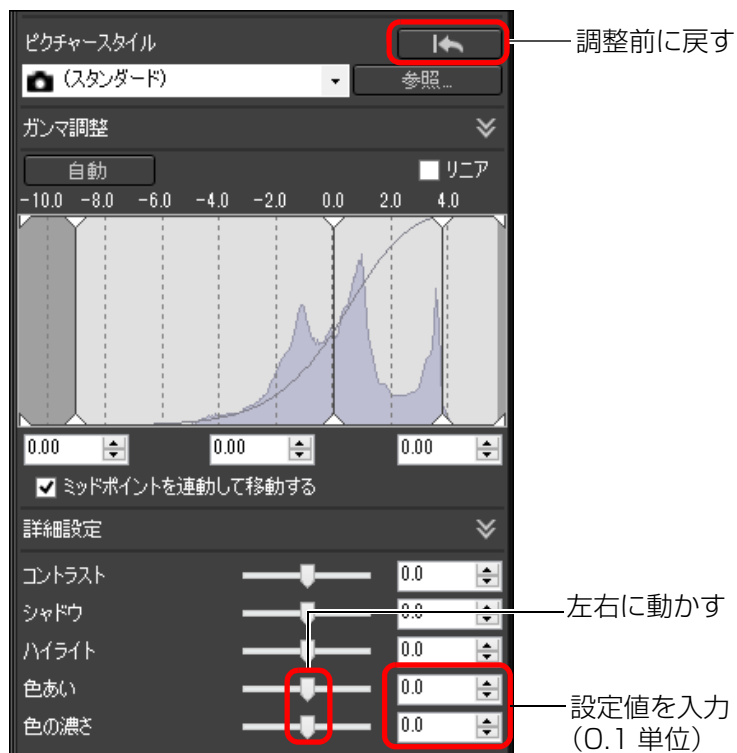 ピクチャースタイル
調整前に戻す
(スタンダード)
参照...
ガンマ調整
自動
リニア
-10.0 -8.0 -6.0 -4.0 -2.0 0.0 2.0 4.0
0.00 0.00 0.00
ミッドポイントを連動して移動する
詳細設定
コントラスト 0.0
シャドウ 0.0
左右に動かす
ハイライト 0.0
色あい 0.0
色の濃さ 0.0
設定値を入力
(0.1 単位)